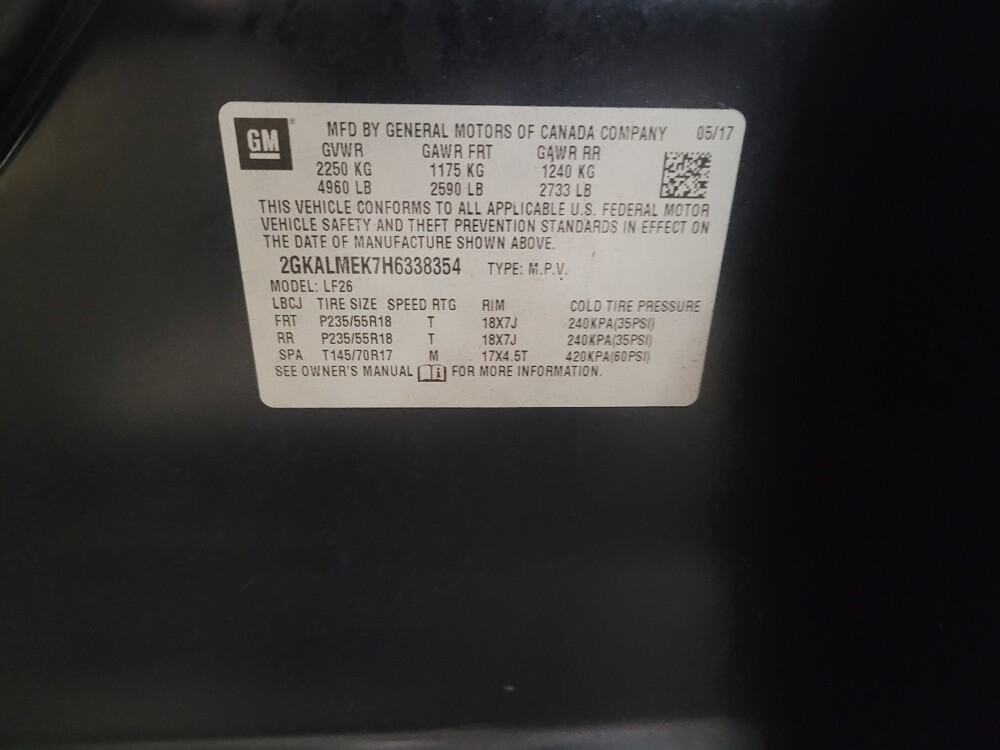 GM ® MFD BY GENERAL MOTORS OF CANADA COMPANY 05/17
GVWR GAWR FRT GAWR RR
2250 KG 1175 KG 1240 KG
4960 LB 2590 LB 2733 LB
THIS VEHICLE CONFORMS TO ALL APPLICABLE U.S. FEDERAL MOTOR
VEHICLE SAFETY AND THEFT PREVENTION STANDARDS IN EFFECT ON
THE DATE OF MANUFACTURE SHOWN ABOVE.
2GKALMEK7H6338354 TYPE: M.P.V.
MODEL: LF26
LBCJ TIRE SIZE SPEED RTG RIM COLD TIRE PRESSURE
FRT P235/55R18 T 18X7J 240KPA(35PSI)
RR P235/55R18 T 18X7J 240KPA(35PSI)
SPA T145/70R17 M 17X4.5T 420KPA(60PSI)
SEE OWNER'S MANUAL i FOR MORE INFORMATION.